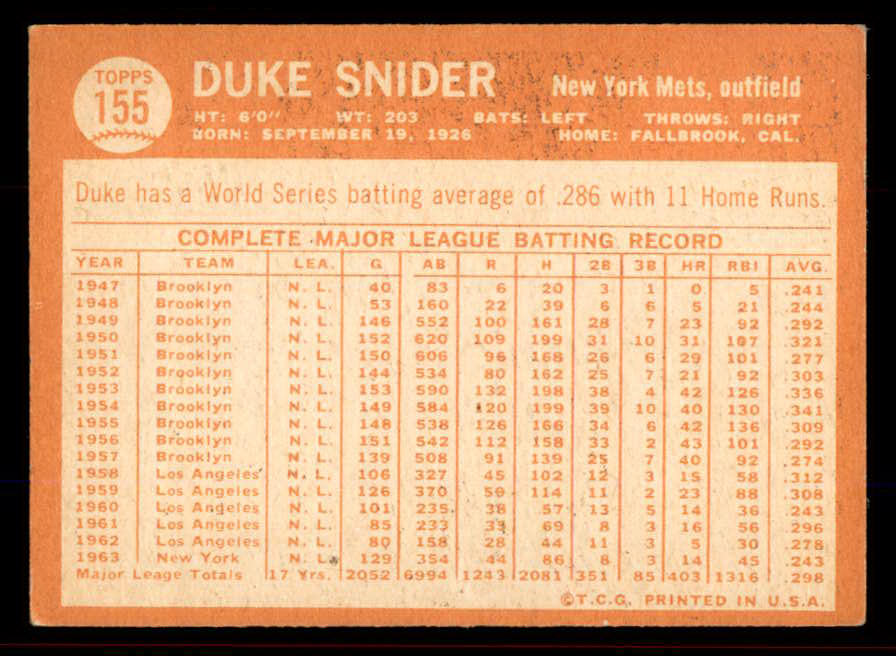 TOPPS
155
DUKE SNIDER New York Mets, outfield
HT: 6'0" WT: 203 BATS: LEFT THROWS: RIGHT
BORN: SEPTEMBER 19, 1926 HOME: FALLBROOK, CAL.
Duke has a World Series batting average of .286 with 11 Home Runs.
COMPLETE MAJOR LEAGUE BATTING RECORD
YEAR TEAM LEA. G AB R H 2B 3B HR RBI AVG.
1947 Brooklyn N. L. 40 83 6 20 3 1 0 5 .241
1948 Brooklyn N. L. 53 160 22 39 6 6 5 21 .244
1949 Brooklyn N. L. 146 552 100 161 28 7 23 92 .292
1950 Brooklyn N. L. 152 620 109 199 31 10 31 107 .321
1951 Brooklyn N. L. 150 606 96 168 26 6 29 101 .277
1952 Brooklyn N. L. 144 534 80 162 25 7 21 92 .303
1953 Brooklyn N. L. 153 590 132 198 38 4 42 126 .336
1954 Brooklyn N. L. 149 584 120 199 39 10 40 130 .341
1955 Brooklyn N. L. 148 538 126 166 34 6 42 136 .309
1956 Brooklyn N. L. 151 542 112 158 33 2 43 101 .292
1957 Brooklyn N. L. 139 508 91 139 25 7 40 92 .274
1958 Los Angeles N. L. 106 327 45 102 12 3 15 58 .312
1959 Los Angeles N. L. 126 370 59 114 11 2 23 88 .308
1960 Los Angeles N. L. 101 235 38 57 13 5 14 36 .243
1961 Los Angeles N. L. 85 233 33 69 8 3 16 56 .296
1962 Los Angeles N. L. 80 158 28 44 11 3 5 30 .278
1963 New York N. L. 129 354 44 86 8 3 14 45 .243
Major Leage Totals 17 Yrs. 2052 6994 1243 2081 351 85 403 1316 .298
©T.C.G. PRINTED IN U.S.A.